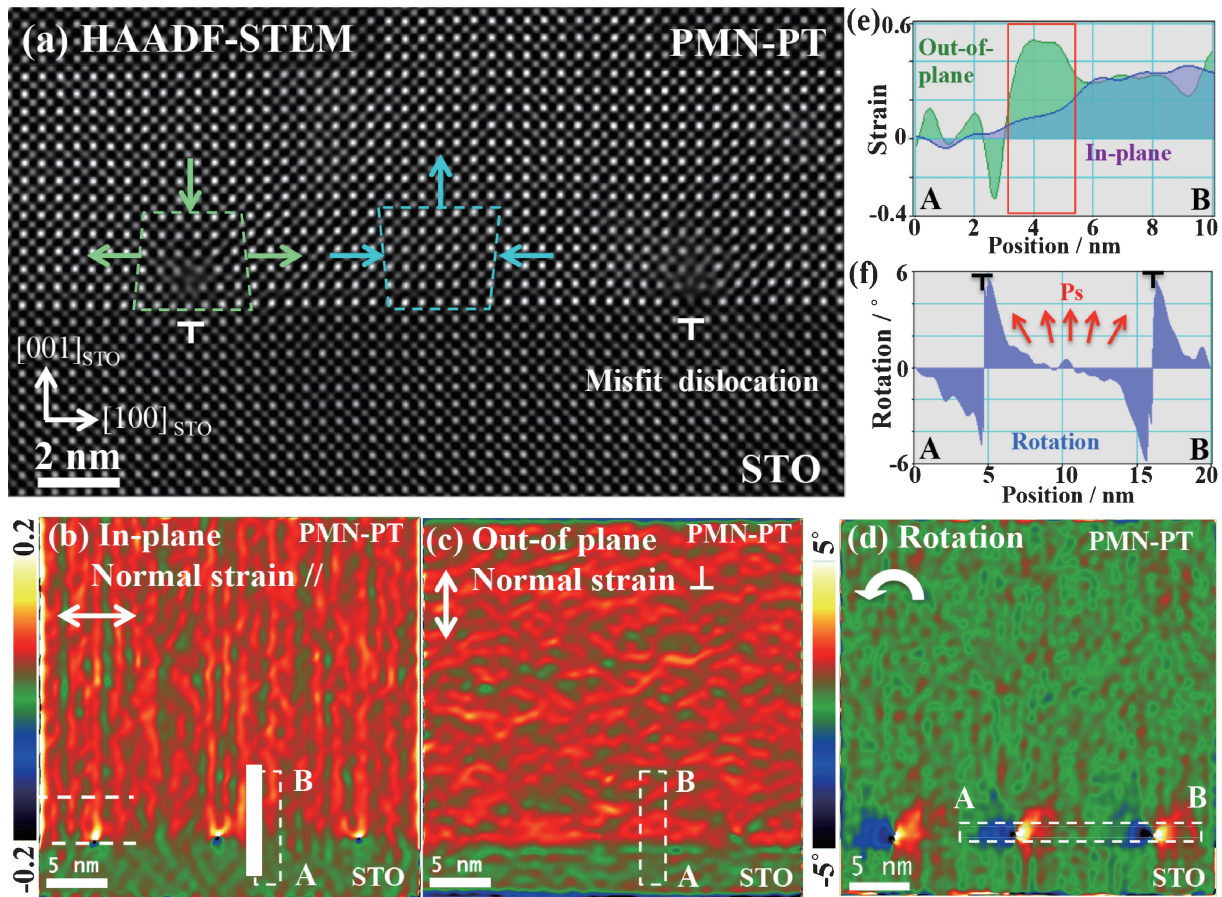 (a) HAADF-STEM
PMN-PT
[001]STO
[100] STO
2 nm
Misfit dislocation
STO
(e)
0.6
Out-of-
plane
Strain
0
In-plane
-0.4
A
B
0 2 4 6 8 10
Position / nm
(f)
6
Ps
Rotation / °
0
Rotation
A
B
-6
0 5 10 15 20
Position / nm
0.2
-0.2
(b) In-plane
PMN-PT
Normal strain //
B
A
5 nm
STO
(c) Out-of plane
PMN-PT
Normal strain ⊥
B
A
5 nm
STO
5°
-5°
(d) Rotation
PMN-PT
A
B
5 nm
STO